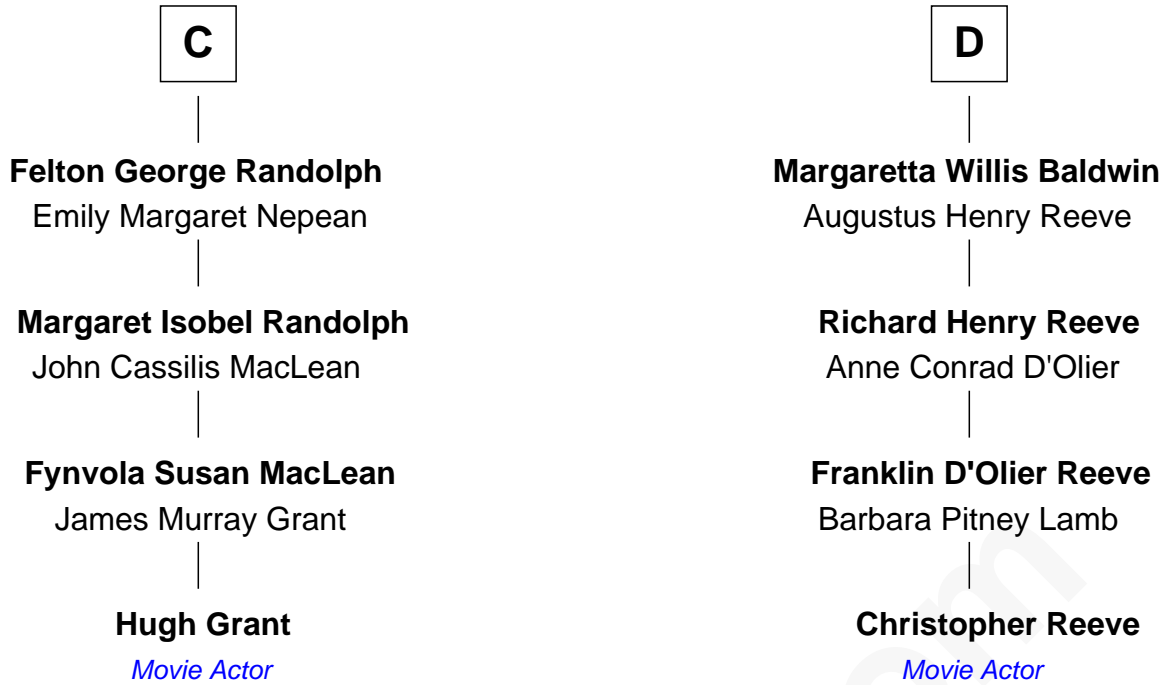 C
Felton George Randolph
Emily Margaret Nepean
Margaret Isobel Randolph
John Cassilis MacLean
Fynvola Susan MacLean
James Murray Grant
Hugh Grant
Movie Actor
D
Margaretta Willis Baldwin
Augustus Henry Reeve
Richard Henry Reeve
Anne Conrad D'Olier
Franklin D'Olier Reeve
Barbara Pitney Lamb
Christopher Reeve
Movie Actor